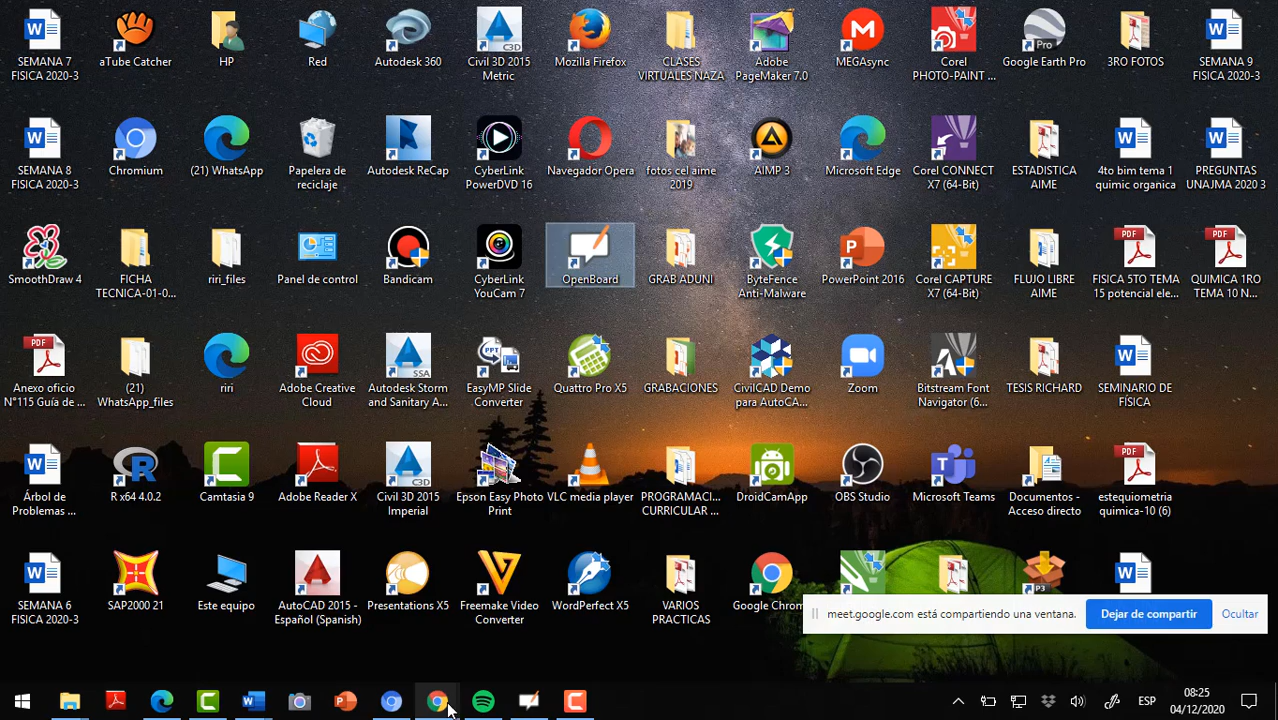 SEMANA 7
FISICA 2020-3
aTube Catcher
HP
Red
Autodesk 360
Civil 3D 2015
Metric
Mozilla Firefox
CLASES
VIRTUALES NAZA
Adobe
PageMaker 7.0
MEGAsync
Corel
PHOTO-PAINT ...
Google Earth Pro
3RO FOTOS
SEMANA 9
FISICA 2020-3
SEMANA 8
FISICA 2020-3
Chromium
(21) WhatsApp
Papelera de
reciclaje
Autodesk ReCap
CyberLink
PowerDVD 16
Navegador Opera
fotos cel aime
2019
AIMP 3
Microsoft Edge
Corel CONNECT
X7 (64-Bit)
ESTADISTICA
AIME
4to bim tema 1
quimic organica
PREGUNTAS
UNAJMA 2020 3
SmoothDraw 4
FICHA
TECNICA-01-0...
riri_files
Panel de control
Bandicam
CyberLink
YouCam 7
OpenBoard
GRAB ADUNI
ByteFence
Anti-Malware
PowerPoint 2016
Corel CAPTURE
X7 (64-Bit)
FLUJO LIBRE
AIME
FISICA 5TO TEMA
15 potencial ele...
QUIMICA 1RO
TEMA 10 N...
Anexo oficio
N°115 Guía de ...
(21)
WhatsApp_files
riri
Adobe Creative
Cloud
Autodesk Storm
and Sanitary A...
EasyMP Slide
Converter
Quattro Pro X5
GRABACIONES
CivilCAD Demo
para AutoCA...
Zoom
Bitstream Font
Navigator (6...
TESIS RICHARD
SEMINARIO DE
FÍSICA
Árbol de
Problemas ...
R x64 4.0.2
Camtasia 9
Adobe Reader X
Civil 3D 2015
Imperial
Epson Easy Photo
Print
VLC media player
PROGRAMACI...
CURRICULAR ...
DroidCamApp
OBS Studio
Microsoft Teams
Documentos -
Acceso directo
estequiometria
quimica-10 (6)
SEMANA 6
FISICA 2020-3
SAP2000 21
Este equipo
AutoCAD 2015 -
Español (Spanish)
Presentations X5
Freemake Video
Converter
WordPerfect X5
VARIOS
PRACTICAS
Google Chrom
meet.google.com está compartiendo una ventana.
Dejar de compartir
Ocultar
ESP
08:25
04/12/2020